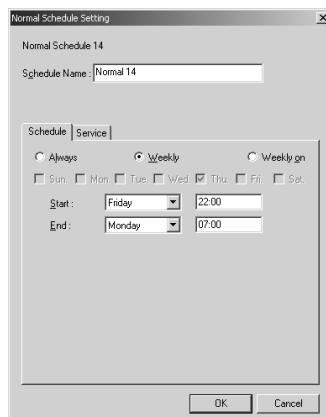 Normal Schedule Setting
Normal Schedule 14
Schedule Name : Normal 14
Schedule Service
Always Weekly Weekly on
Sun. Mon. Tue. Wed. Thu. Fri. Sat.
Start : Friday 22:00
End : Monday 07:00
OK Cancel